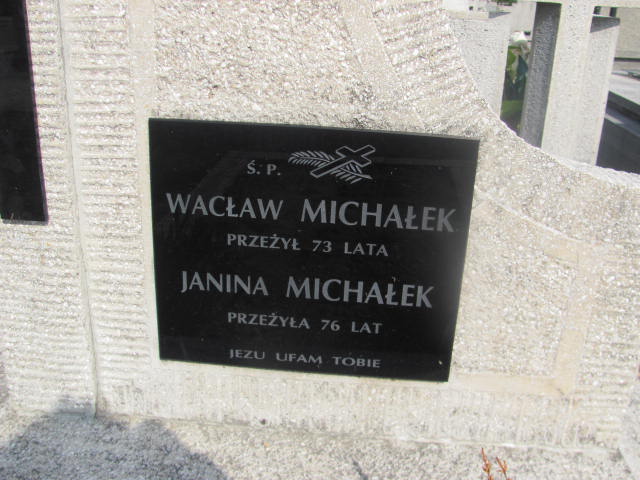 Ś. P.
WACŁAW MICHAŁEK
PRZEŻYŁ 73 LATA
JANINA MICHAŁEK
PRZEŻYŁA 76 LAT
JEZU UFAM TOBIE